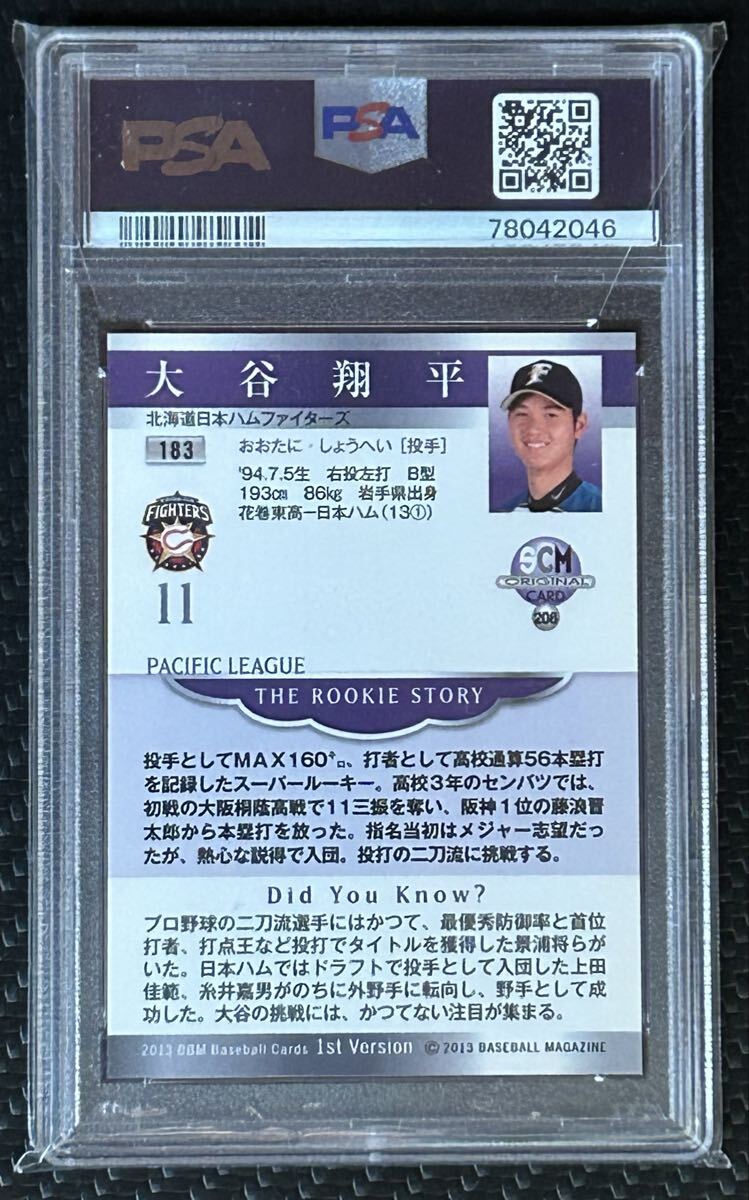 PSA
PSA
78042046
大谷翔平
北海道日本ハムファイターズ
183
おおたに・しょうへい [投手]
'94.7.5生 右投左打 B型
193㎝ 86㎏ 岩手県出身
花巻東高ー日本ハム(13①)
FIGHTERS
SCM
ORIGINAL
CARD
208
11
PACIFIC LEAGUE
THE ROOKIE STORY
投手としてMAX160㌔、打者として高校通算56本塁打
を記録したスーパールーキー。高校3年のセンバツでは、
初戦の大阪桐蔭高戦で11三振を奪い、阪神1位の藤浪晋
太郎から本塁打を放った。指名当初はメジャー志望だっ
たが、熱心な説得で入団。投打の二刀流に挑戦する。
Did You Know?
プロ野球の二刀流選手にはかつて、最優秀防御率と首位
打者、打点王など投打でタイトルを獲得した景浦将らが
いた。日本ハムではドラフトで投手として入団した上田
佳範、糸井嘉男がのちに外野手に転向し、野手として成
功した。大谷の挑戦には、かつてない注目が集まる。
2013 BBM Baseball Cards 1st Version © 2013 BASEBALL MAGAZINE